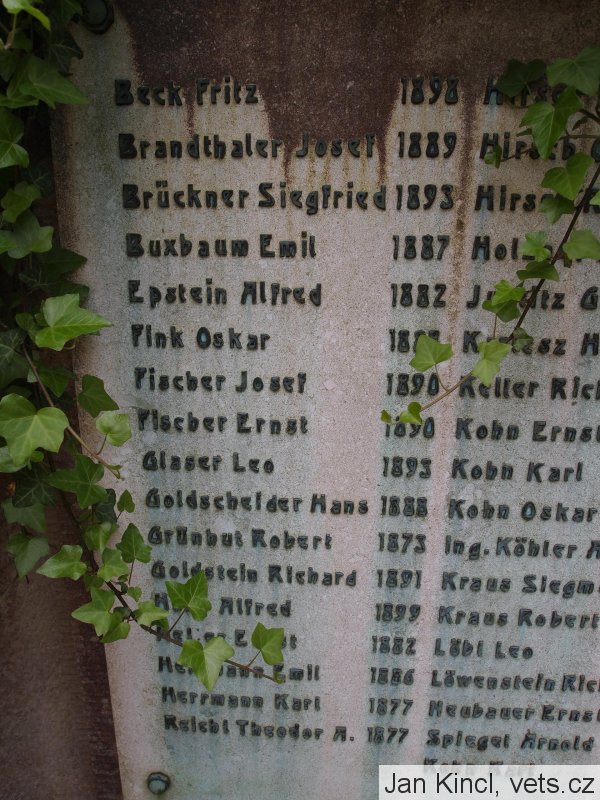 Beck Fritz 1898
Brandthaler Josef 1889
Brückner Siegfried 1893
Buxbaum Emil 1887
Epstein Alfred 1882
Fink Oskar
Fischer Josef 1890
Fischer Ernst 1890
Glaser Leo 1893
Goldscheider Hans 1888
Grünhut Robert 1873
Goldstein Richard 1891
Alfred 1899
1882
Emil 1886
Herrmann Karl 1877
Reichl Theodor A. 1877
Keller
Kohn Ernst
Kohn Karl
Kohn Oskar
Ing. Köhler
Kraus
Kraus Robert
Löbl Leo
Löwenstein
Neubauer Ernst
Spiegel Arnold
Kohn Karl
Jan Kincl, vets.cz